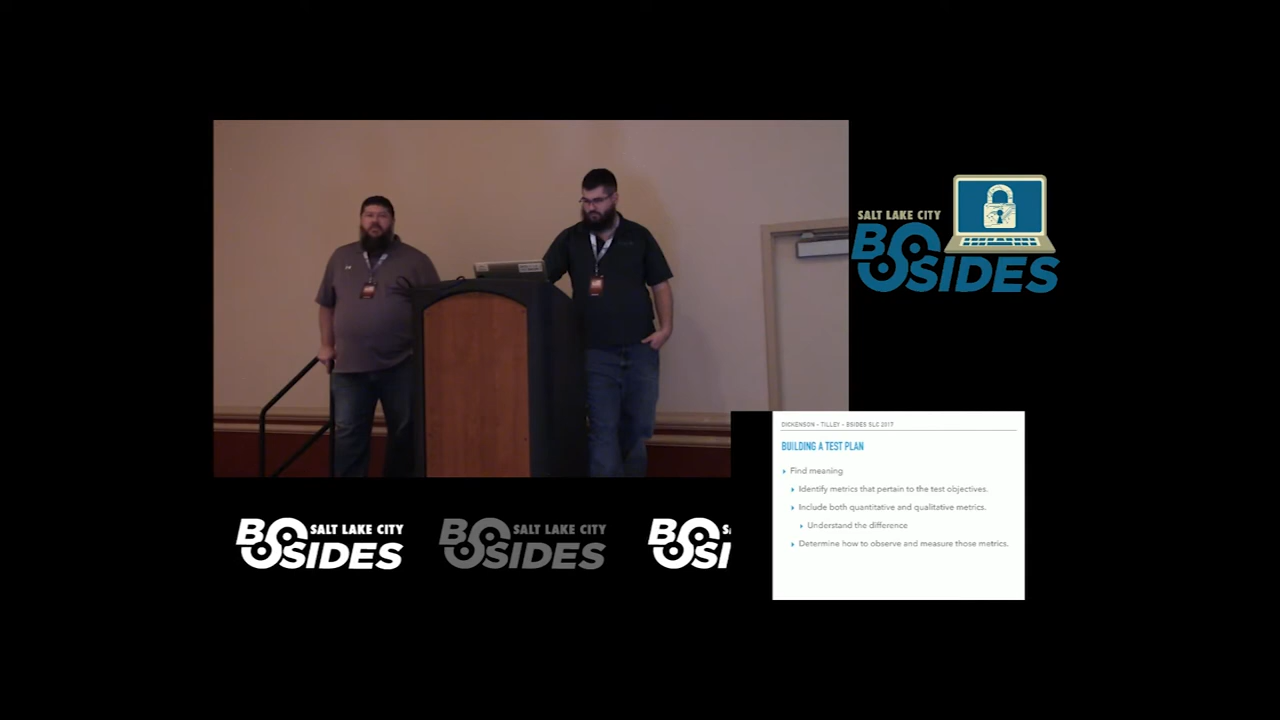 SALT LAKE CITY
BSIDES
DICKENSON - TILLEY - BSIDES SLC 2017
BUILDING A TEST PLAN
Find meaning
Identify metrics that pertain to the test objectives.
Include both quantitative and qualitative metrics.
Understand the difference
Determine how to observe and measure those metrics.
BSIDES SALT LAKE CITY
BSIDES SALT LAKE CITY
BSI S